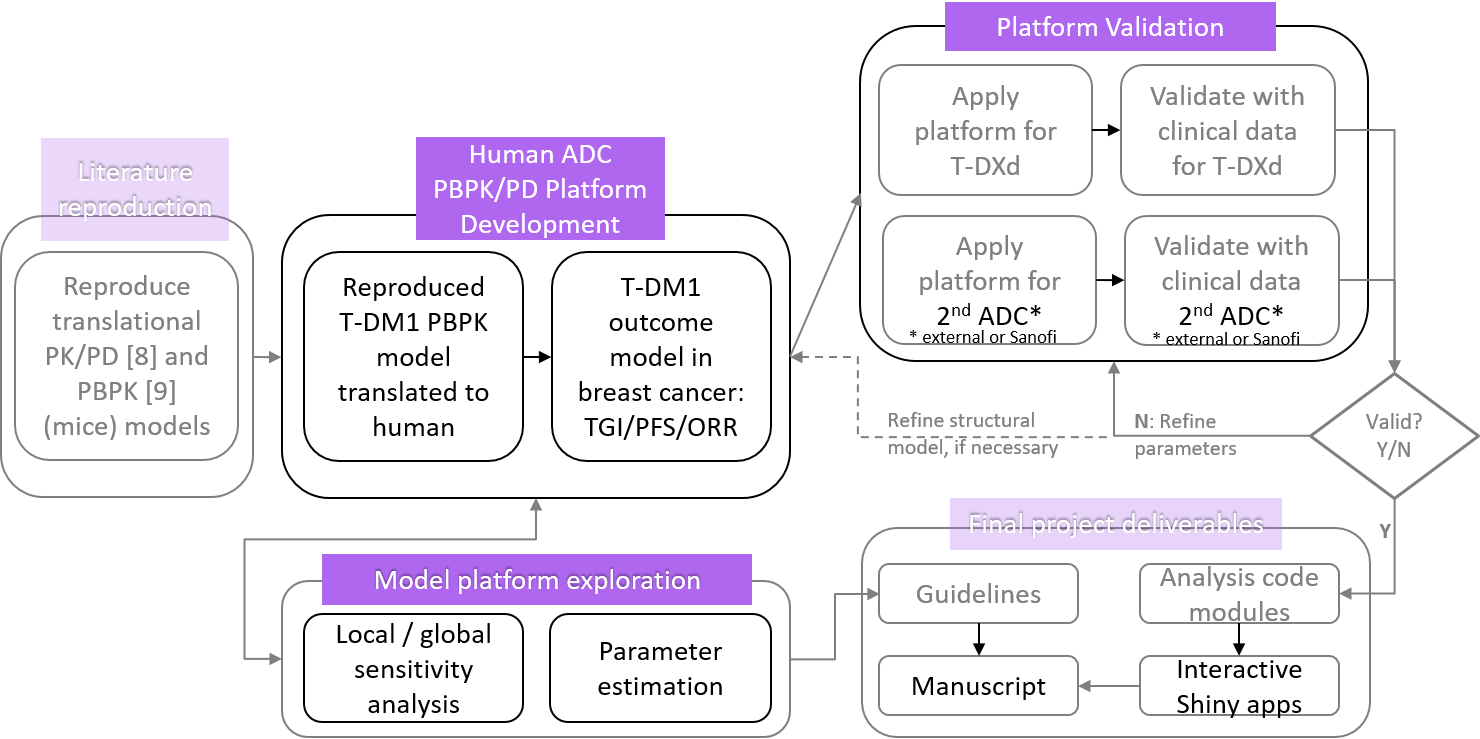 Literature
reproduction
Reproduce
translational
PK/PD [8] and
PBPK [9]
(mice) models
Human ADC
PBPK/PD Platform
Development
Reproduced
T-DM1 PBPK
model
translated to
human
T-DM1
outcome
model in
breast cancer:
TGI/PFS/ORR
Platform Validation
Apply
platform for
T-DXd
Validate with
clinical data
for T-DXd
Apply
platform for
2nd ADC*
* external or Sanofi
Validate with
clinical data
2nd ADC*
* external or Sanofi
Valid?
Y/N
N: Refine
parameters
Refine structural
model, if necessary
Y
Model platform exploration
Local / global
sensitivity
analysis
Parameter
estimation
Final project deliverables
Guidelines
Analysis code
modules
Manuscript
Interactive
Shiny apps